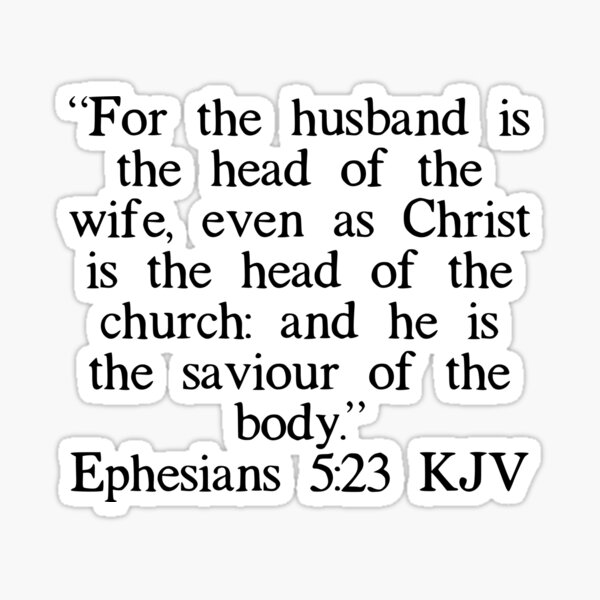 “For the husband is
the head of the
wife, even as Christ
is the head of the
church: and he is
the saviour of the
body.”
Ephesians 5:23 KJV